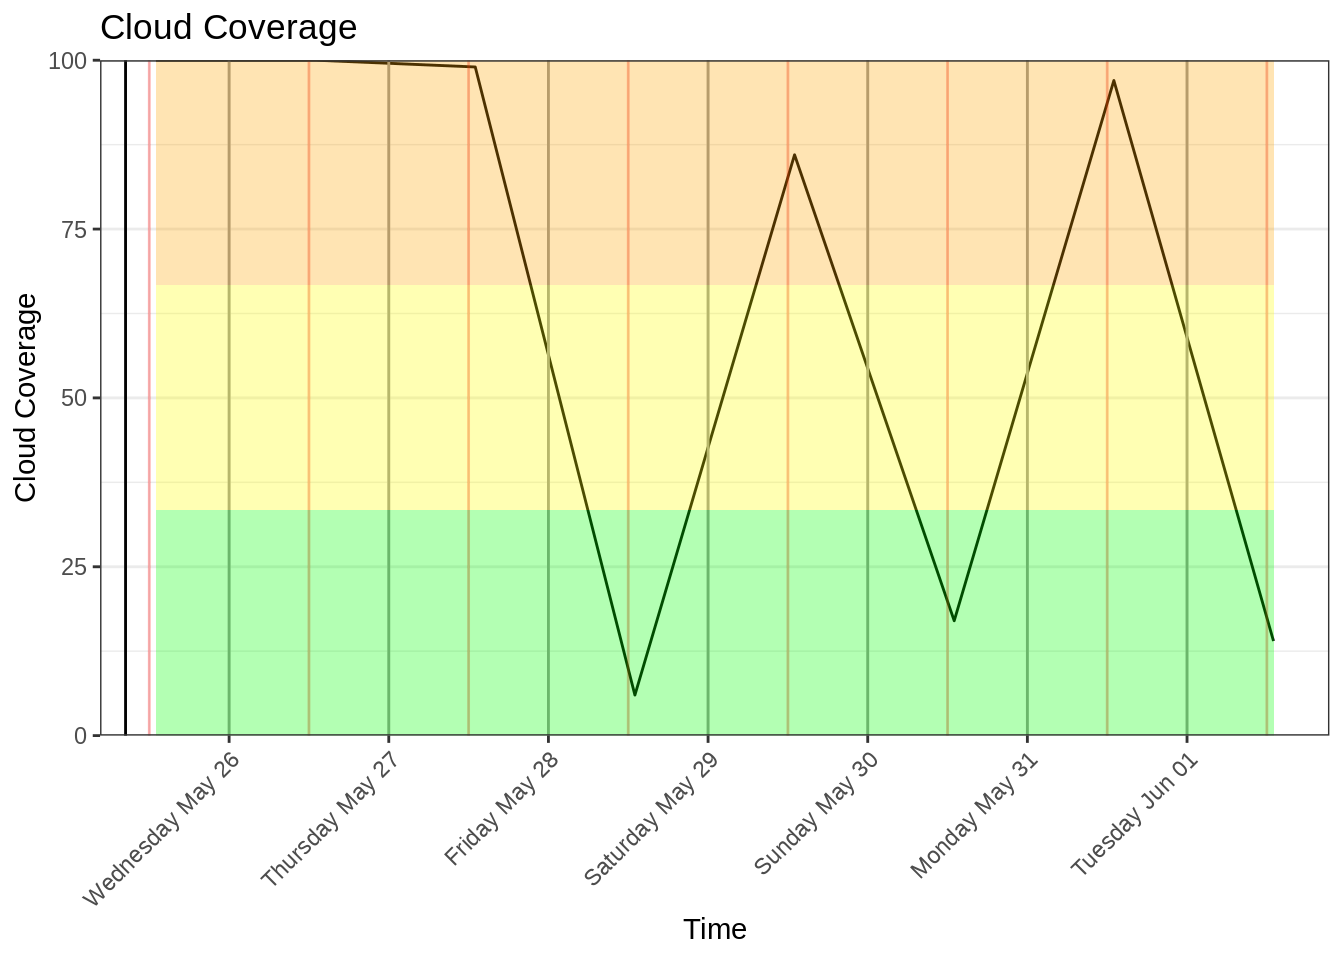 Cloud Coverage
Cloud Coverage
100
75
50
25
0
Wednesday May 26
Thursday May 27
Friday May 28
Saturday May 29
Sunday May 30
Monday May 31
Tuesday Jun 01
Time